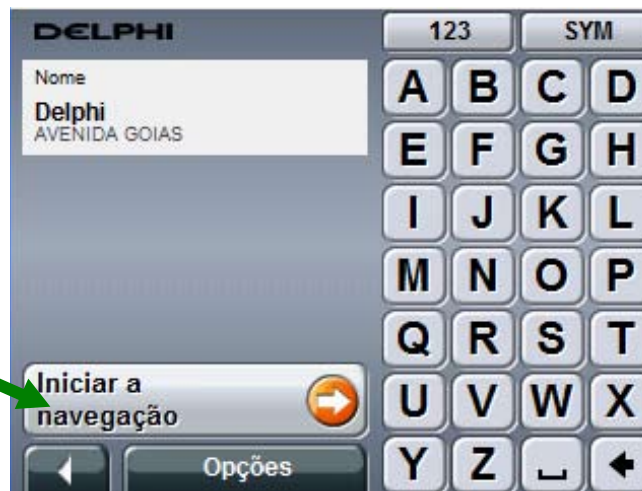 DELPHI
Nome
Delphi
AVENIDA GOIAS
Iniciar a
navegação
Opções
123 SYM
A B C D
E F G H
I J K L
M N O P
Q R S T
U V W X
Y Z